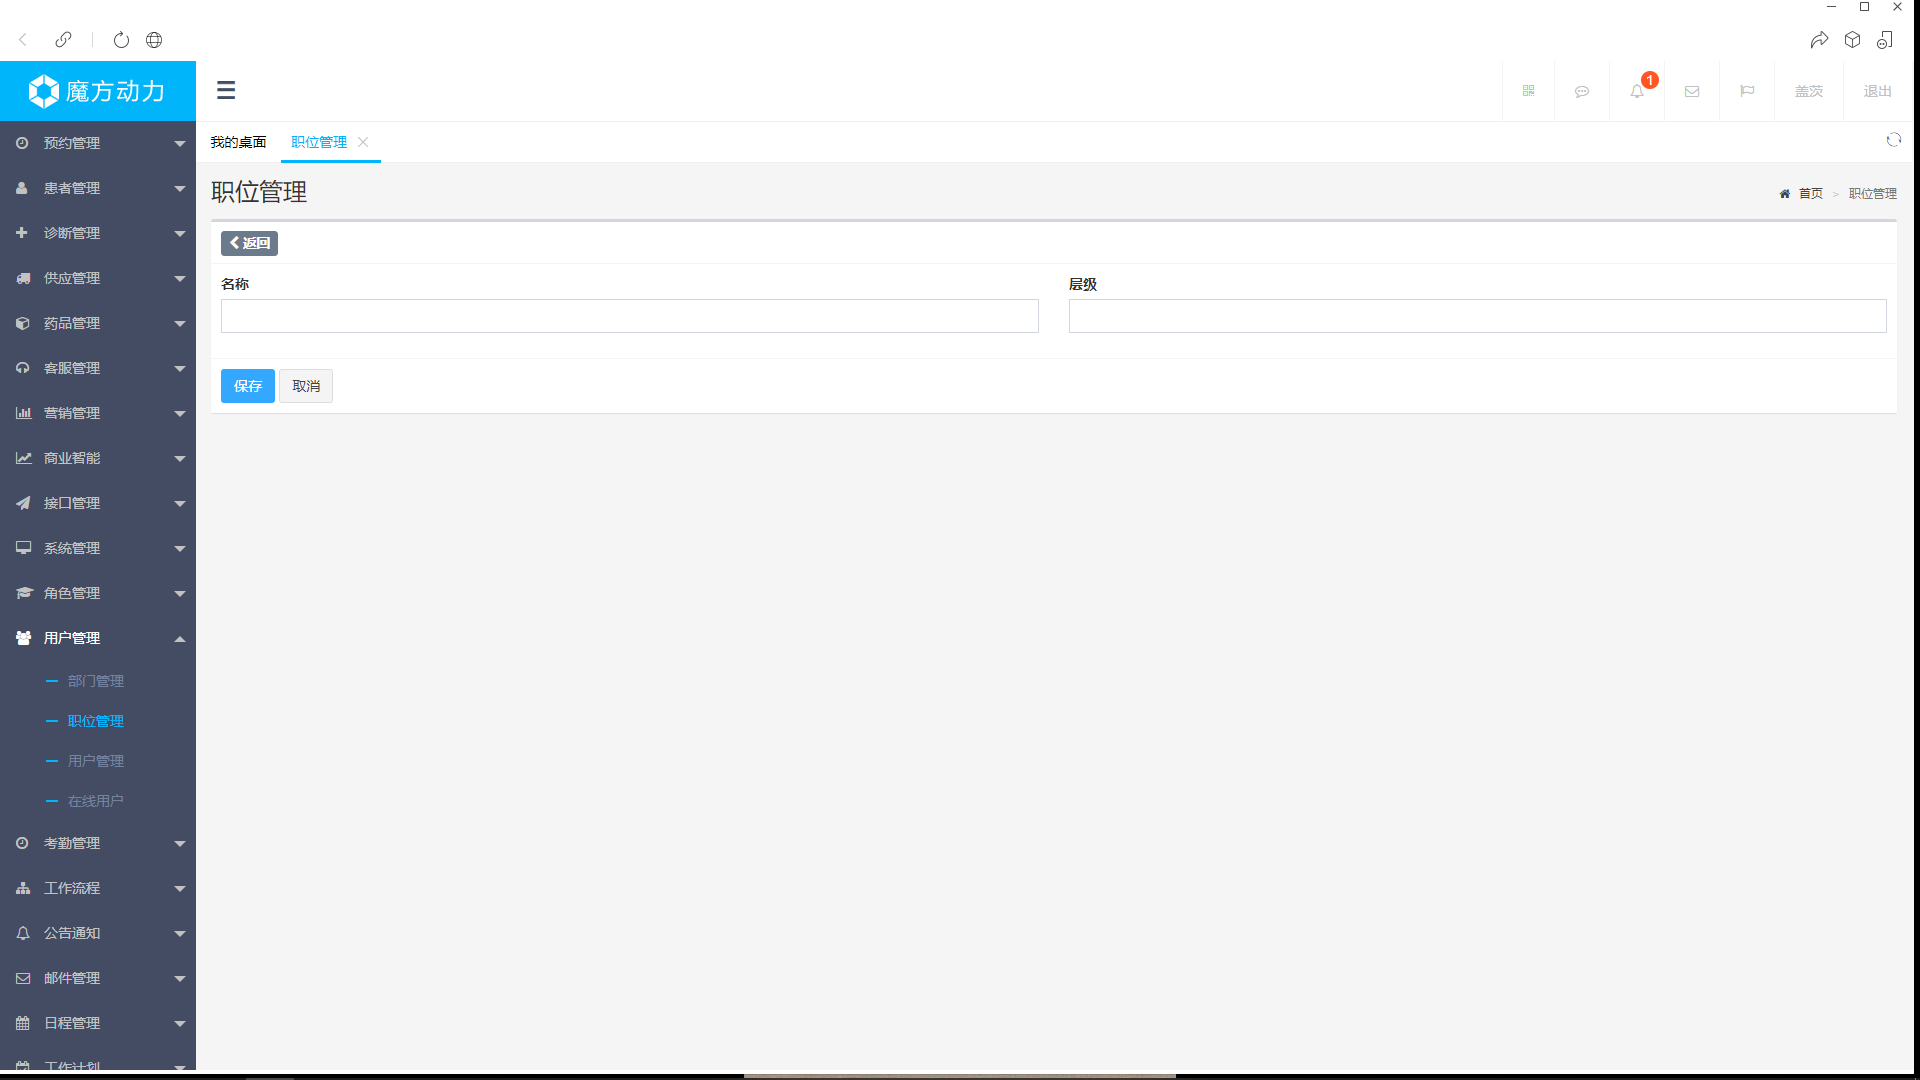 魔方动力
1
盖茨
退出
我的桌面
职位管理
职位管理
首页 > 职位管理
返回
名称
层级
保存
取消
预约管理
患者管理
诊断管理
供应管理
药品管理
客服管理
营销管理
商业智能
接口管理
系统管理
角色管理
用户管理
部门管理
职位管理
用户管理
在线用户
考勤管理
工作流程
公告通知
邮件管理
日程管理
工作计划